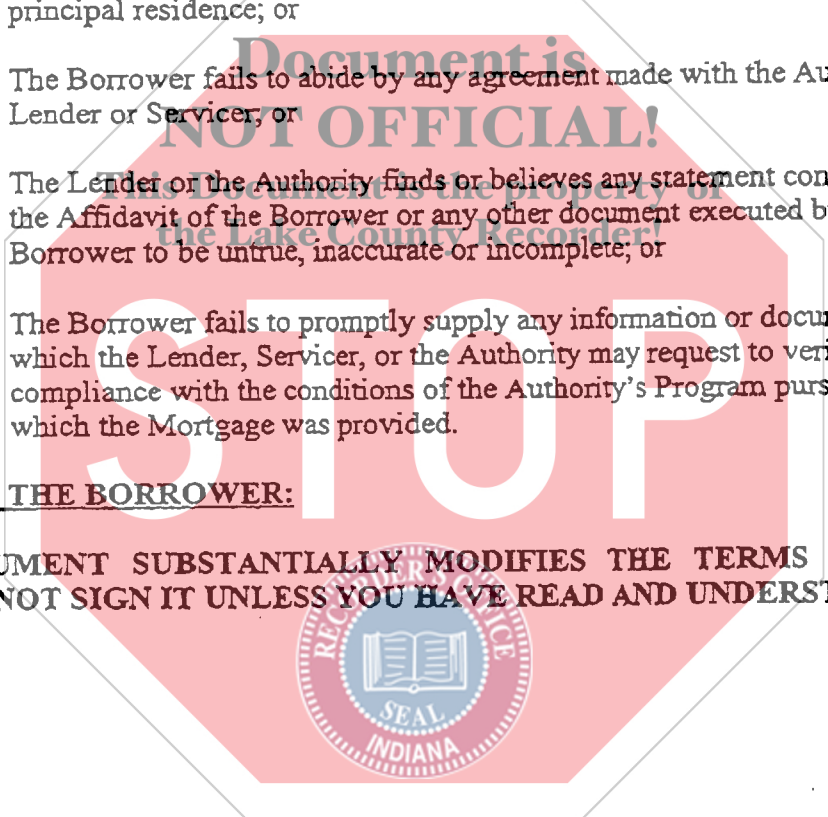 principal residence; or
Document is
The Borrower fails to abide by any agreement made with the Au
Lender or Servicer; or
NOT OFFICIAL!
The Lender or the Authority finds or believes any statement con
This Document is the property of
the Affidavit of the Borrower or any other document executed b
the Lake County Recorder!
Borrower to be untrue, inaccurate or incomplete; or
The Borrower fails to promptly supply any information or docu
which the Lender, Servicer, or the Authority may request to veri
compliance with the conditions of the Authority's Program purs
which the Mortgage was provided.
STOP
THE BORROWER:
UMENT SUBSTANTIALLY MODIFIES THE TERMS
NOT SIGN IT UNLESS YOU HAVE READ AND UNDERST
RECORDER'S OFFICE
SEAL
INDIANA